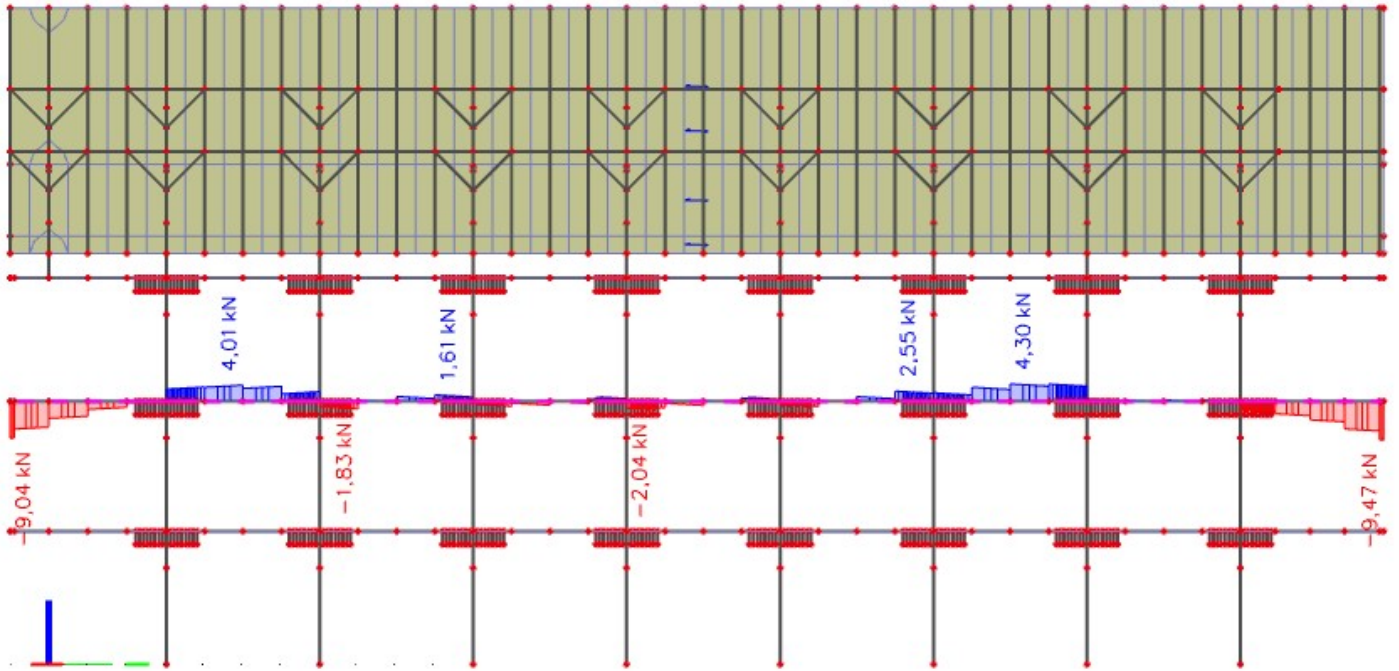 4,01 kN
1,61 kN
2,55 kN
4,30 kN
-9,04 kN
-1,83 kN
-2,04 kN
-9,47 kN